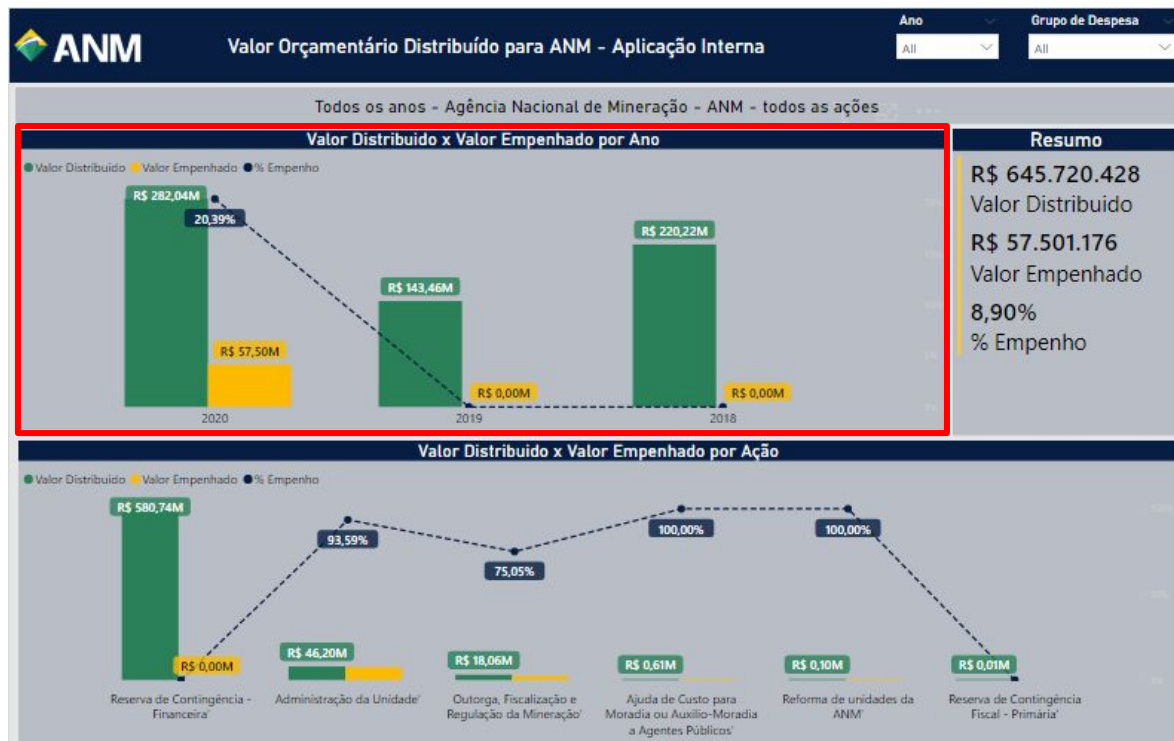 ANM
Valor Orçamentário Distribuído para ANM - Aplicação Interna
Ano
All
Grupo de Despesa
All
Todos os anos - Agência Nacional de Mineração - ANM - todos as ações
Valor Distribuido x Valor Empenhado por Ano
Valor Distribuido Valor Empenhado % Empenho
R$ 282,04M
20,39%
R$ 220,22M
R$ 143,46M
R$ 57,50M
R$ 0,00M
R$ 0,00M
2020 2019 2018
Resumo
R$ 645.720.428
Valor Distribuido
R$ 57.501.176
Valor Empenhado
8,90%
% Empenho
Valor Distribuido x Valor Empenhado por Ação
Valor Distribuido Valor Empenhado % Empenho
R$ 580,74M
93,59%
75,05%
100,00%
100,00%
R$ 0,00M
R$ 46,20M
R$ 18,06M
R$ 0,61M
R$ 0,10M
R$ 0,01M
Reserva de Contingência -
Financeira'
Administração da Unidade'
Outorga, Fiscalização e
Regulação da Mineração'
Ajuda de Custo para
Moradia ou Auxílio-Moradia
a Agentes Públicos'
Reforma de unidades da
ANM'
Reserva de Contingência
Fiscal - Primária'